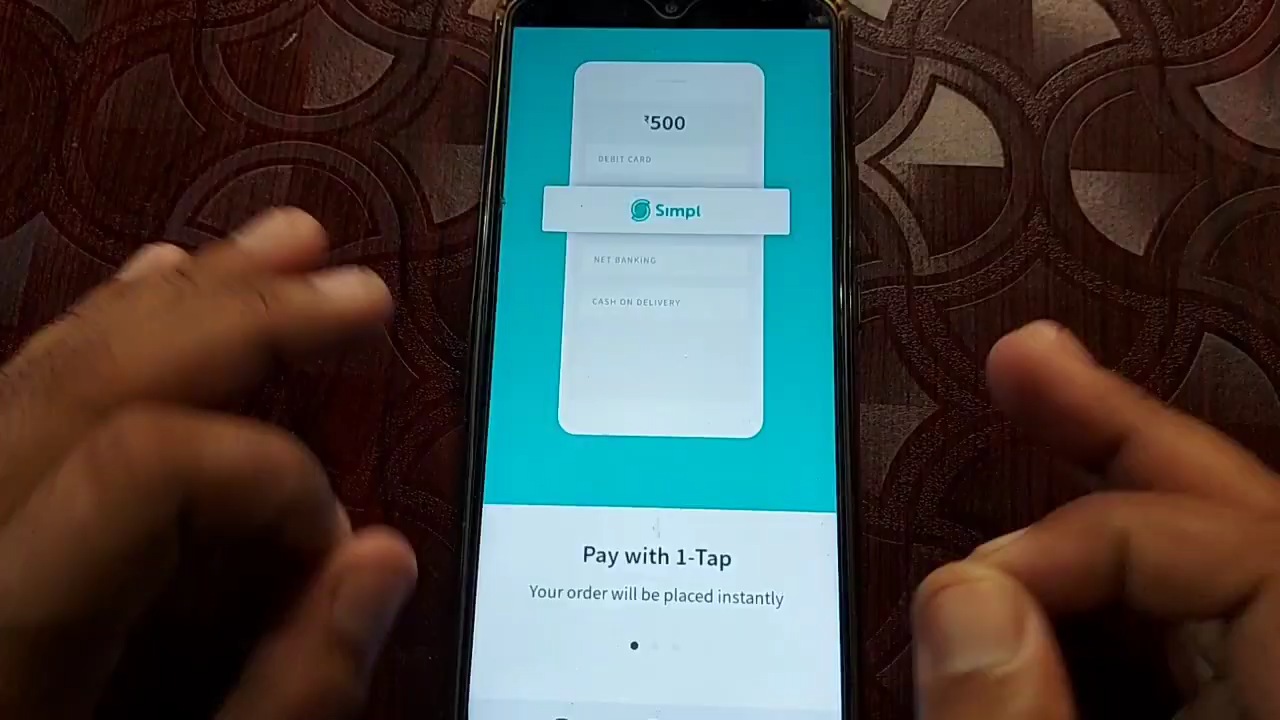 ₹500
DEBIT CARD
Simpl
NET BANKING
CASH ON DELIVERY
Pay with 1-Tap
Your order will be placed instantly